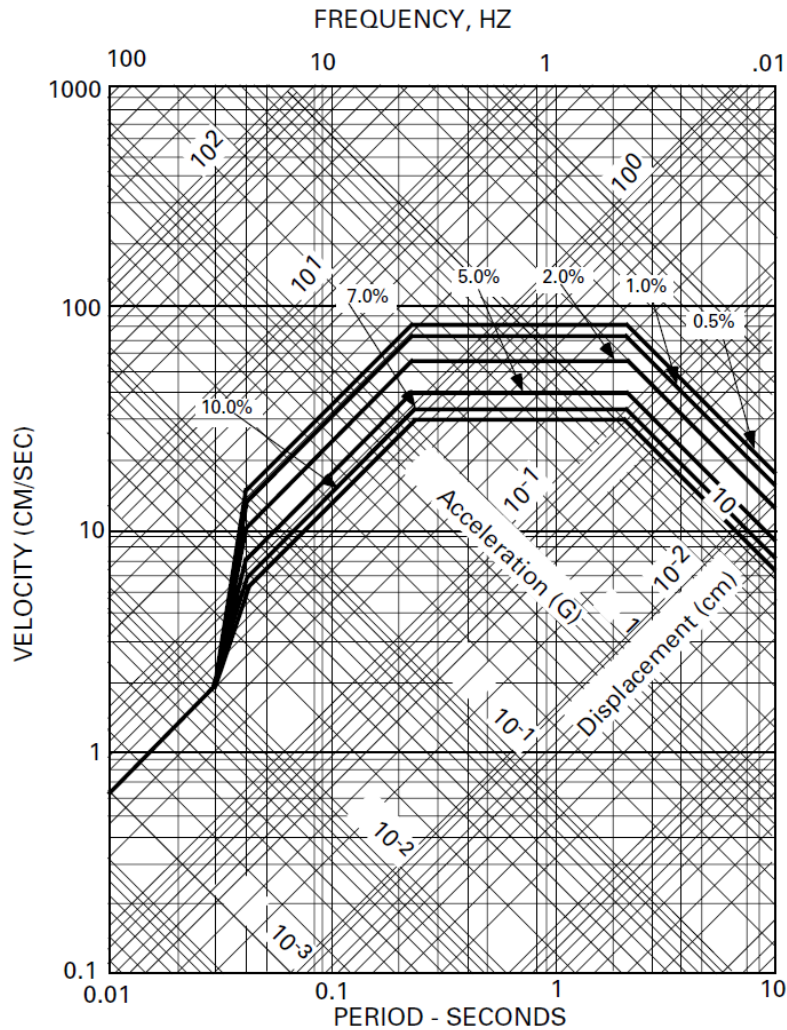 FREQUENCY, HZ
100 10 1 .01
1000
10²
10⁰
10¹
7.0% 5.0% 2.0% 1.0%
100
0.5%
10.0%
10⁻¹
10
Acceleration (G)
10
10⁻²
1
Displacement (cm)
10⁻¹
1
10⁻²
10⁻³
0.1
0.01 0.1 1 10
PERIOD - SECONDS
VELOCITY (CM/SEC)